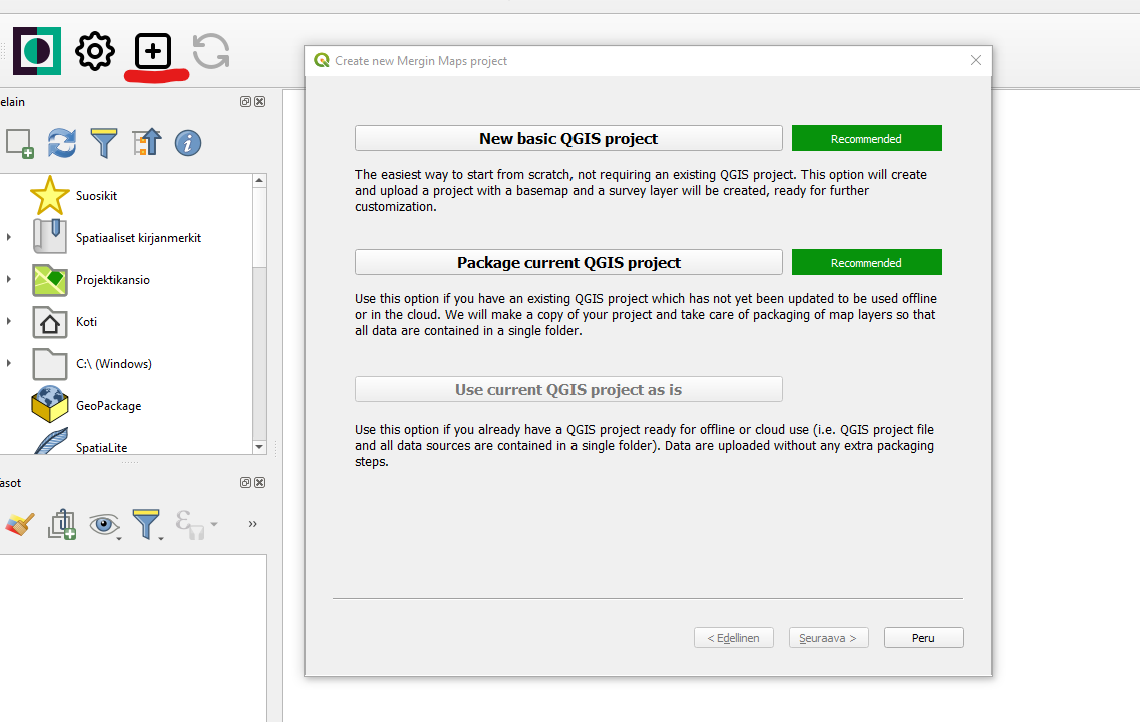 elain
Suosikit
Spatiaaliset kirjanmerkit
Projektikansio
Koti
C:\ (Windows)
GeoPackage
SpatiaLite
asot
Create new Mergin Maps project
New basic QGIS project
Recommended
The easiest way to start from scratch, not requiring an existing QGIS project. This option will create
and upload a project with a basemap and a survey layer will be created, ready for further
customization.
Package current QGIS project
Recommended
Use this option if you have an existing QGIS project which has not yet been updated to be used offline
or in the cloud. We will make a copy of your project and take care of packaging of map layers so that
all data are contained in a single folder.
Use current QGIS project as is
Use this option if you already have a QGIS project ready for offline or cloud use (i.e. QGIS project file
and all data sources are contained in a single folder). Data are uploaded without any extra packaging
steps.
< Edellinen
Seuraava >
Peru